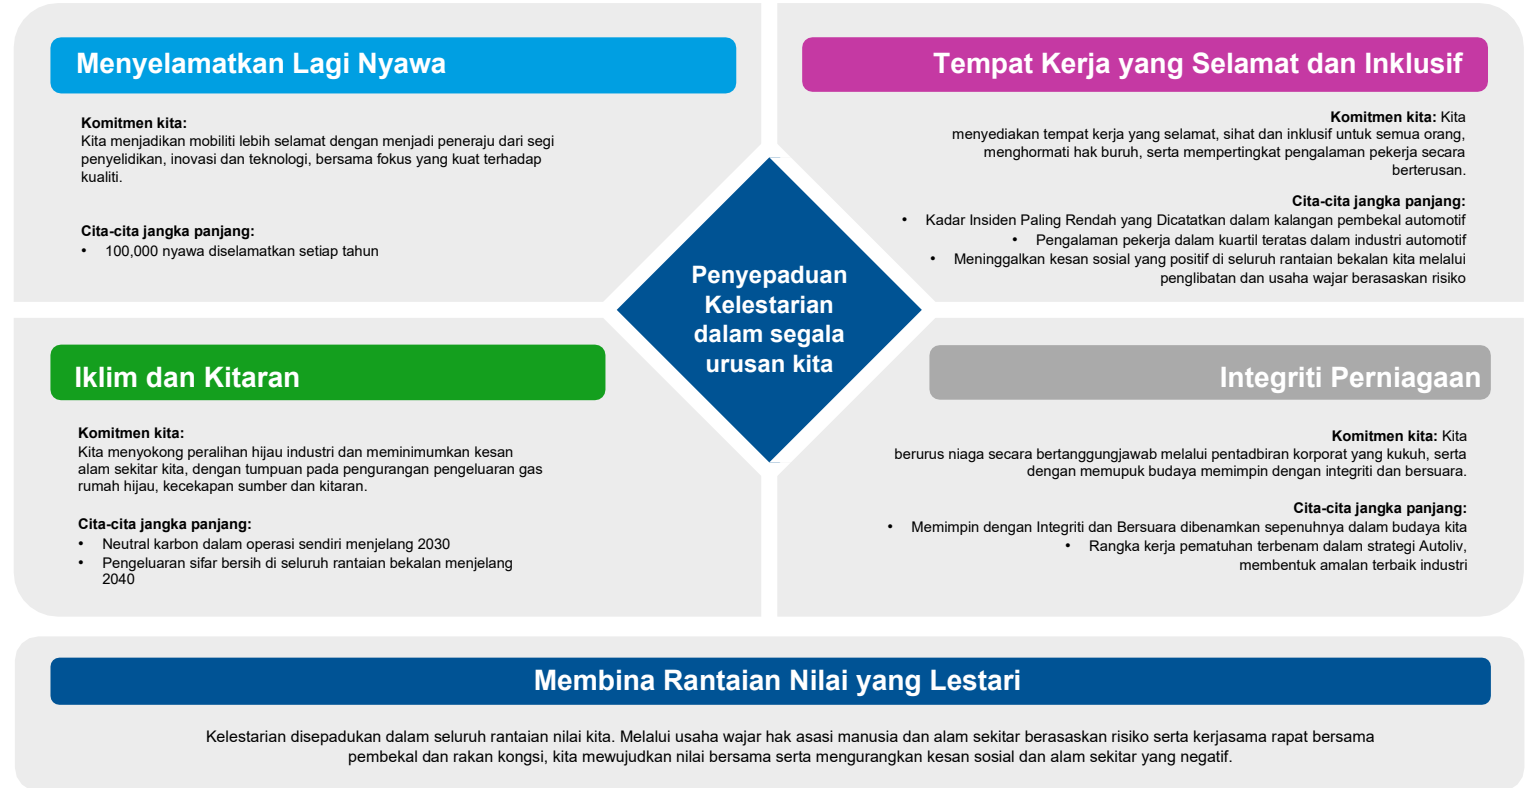 Menyelamatkan Lagi Nyawa
Komitmen kita:
Kita menjadikan mobiliti lebih selamat dengan menjadi peneraju dari segi
penyelidikan, inovasi dan teknologi, bersama fokus yang kuat terhadap
kualiti.
Cita-cita jangka panjang:
• 100,000 nyawa diselamatkan setiap tahun
Tempat Kerja yang Selamat dan Inklusif
Komitmen kita: Kita
menyediakan tempat kerja yang selamat, sihat dan inklusif untuk semua orang,
menghormati hak buruh, serta mempertingkat pengalaman pekerja secara
berterusan.
Cita-cita jangka panjang:
• Kadar Insiden Paling Rendah yang Dicatatkan dalam kalangan pembekal automotif
• Pengalaman pekerja dalam kuartil teratas dalam industri automotif
• Meninggalkan kesan sosial yang positif di seluruh rantaian bekalan kita melalui
penglibatan dan usaha wajar berasaskan risiko
Penyepaduan
Kelestarian
dalam segala
urusan kita
Iklim dan Kitaran
Komitmen kita:
Kita menyokong peralihan hijau industri dan meminimumkan kesan
alam sekitar kita, dengan tumpuan pada pengurangan pengeluaran gas
rumah hijau, kecekapan sumber dan kitaran.
Cita-cita jangka panjang:
• Neutral karbon dalam operasi sendiri menjelang 2030
• Pengeluaran sifar bersih di seluruh rantaian bekalan menjelang
2040
Integriti Perniagaan
Komitmen kita: Kita
berurus niaga secara bertanggungjawab melalui pentadbiran korporat yang kukuh, serta
dengan memupuk budaya memimpin dengan integriti dan bersuara.
Cita-cita jangka panjang:
• Memimpin dengan Integriti dan Bersuara dibenamkan sepenuhnya dalam budaya kita
• Rangka kerja pematuhan terbenam dalam strategi Autoliv,
membentuk amalan terbaik industri
Membina Rantaian Nilai yang Lestari
Kelestarian disepadukan dalam seluruh rantaian nilai kita. Melalui usaha wajar hak asasi manusia dan alam sekitar berasaskan risiko serta kerjasama rapat bersama
pembekal dan rakan kongsi, kita mewujudkan nilai bersama serta mengurangkan kesan sosial dan alam sekitar yang negatif.